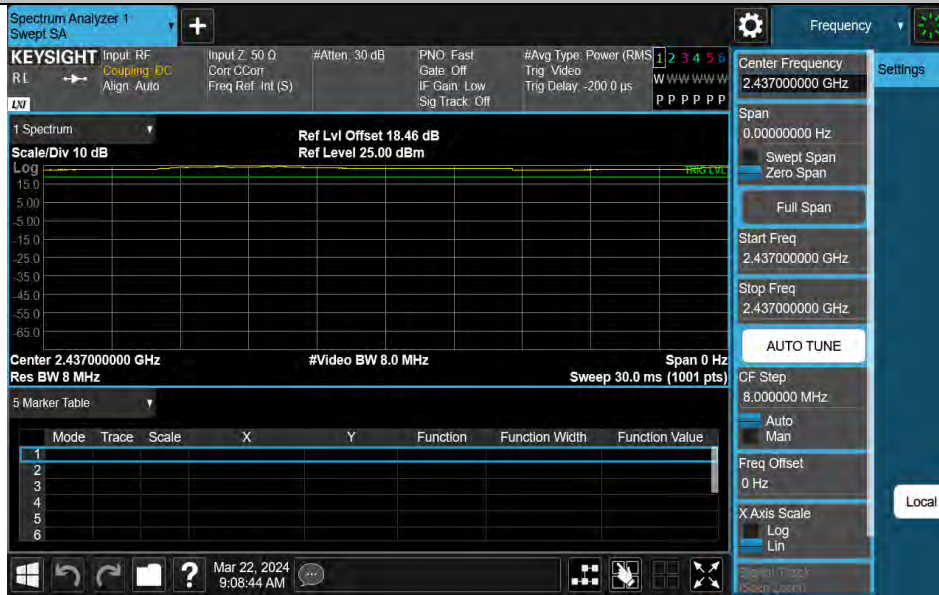 Spectrum Analyzer 1
Swept SA
+
Frequency
KEYSIGHT
RL
LXI
Input: RF
Coupling: DC
Align: Auto
Input Z: 50 Ω
Corr CCorr
Freq Ref: Int (S)
#Atten: 30 dB
PNO: Fast
Gate: Off
IF Gain: Low
Sig Track: Off
#Avg Type: Power (RMS
Trig: Video
Trig Delay: -200.0 µs
1 2 3 4 5 6
W W W W W W
P P P P P P
1 Spectrum
Scale/Div 10 dB
Ref Lvl Offset 18.46 dB
Ref Level 25.00 dBm
Log
TRIG LVL
15.0
5.00
-5.00
-15.0
-25.0
-35.0
-45.0
-55.0
-65.0
Center 2.437000000 GHz
#Video BW 8.0 MHz
Span 0 Hz
Res BW 8 MHz
Sweep 30.0 ms (1001 pts)
5 Marker Table
Mode Trace Scale X Y Function Function Width Function Value
1
2
3
4
5
6
Mar 22, 2024
9:08:44 AM
?
Center Frequency
2.437000000 GHz
Span
0.00000000 Hz
Swept Span
Zero Span
Full Span
Start Freq
2.437000000 GHz
Stop Freq
2.437000000 GHz
AUTO TUNE
CF Step
8.000000 MHz
Auto
Man
Freq Offset
0 Hz
X Axis Scale
Log
Lin
Signal Track
(Span Zoom)
Settings
Local